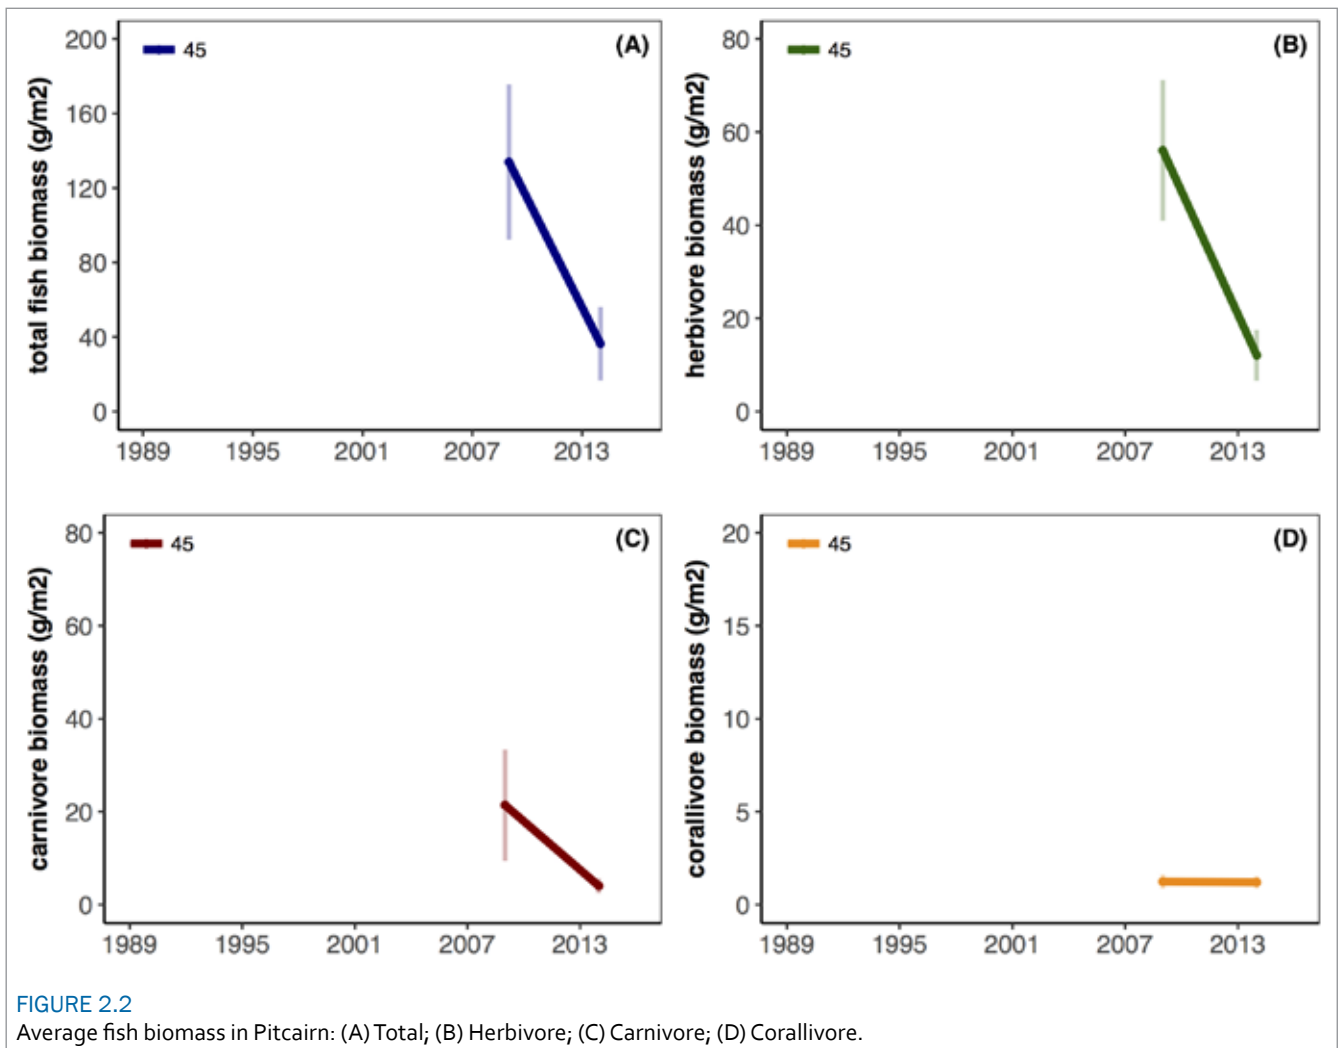 total fish biomass (g/m2)
200
160
120
80
40
0
45
(A)
1989 1995 2001 2007 2013
herbivore biomass (g/m2)
80
60
40
20
0
45
(B)
1989 1995 2001 2007 2013
carnivore biomass (g/m2)
80
60
40
20
0
45
(C)
1989 1995 2001 2007 2013
corallivore biomass (g/m2)
20
15
10
5
0
45
(D)
1989 1995 2001 2007 2013
FIGURE 2.2
Average fish biomass in Pitcairn: (A) Total; (B) Herbivore; (C) Carnivore; (D) Corallivore.